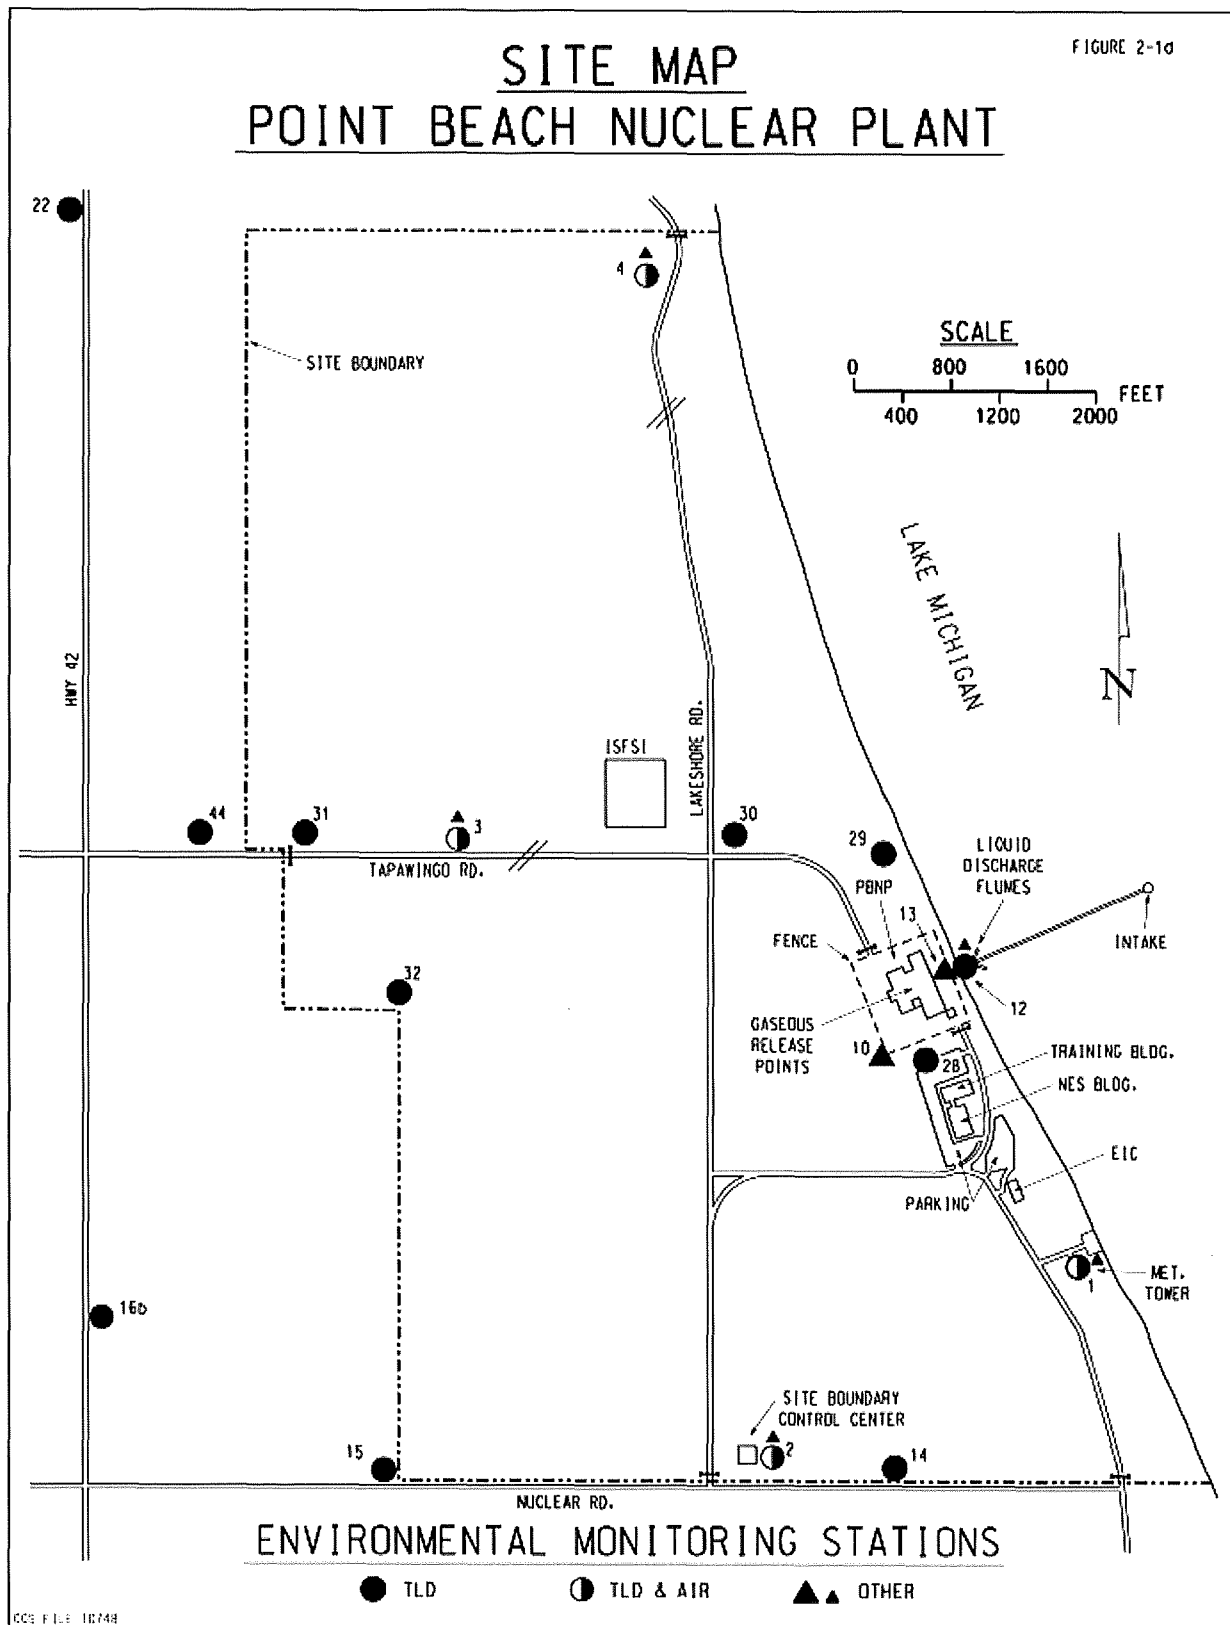 FIGURE 2-1d
SITE MAP
POINT BEACH NUCLEAR PLANT
22
4
SITE BOUNDARY
SCALE
0 800 1600
FEET
400 1200 2000
LAKE MICHIGAN
N
HWY 42
LAKESHORE RD.
ISFSI
44
31
3
30
29
TAPAWINGO RD.
LIQUID
DISCHARGE
FLUMES
PBNP
13
FENCE
INTAKE
32
12
GASEOUS
RELEASE
POINTS
10
28
TRAINING BLDG.
NES BLDG.
EIC
PARKING
1
MET.
TOWER
16b
SITE BOUNDARY
CONTROL CENTER
15
2
14
NUCLEAR RD.
ENVIRONMENTAL MONITORING STATIONS
TLD
TLD & AIR
OTHER